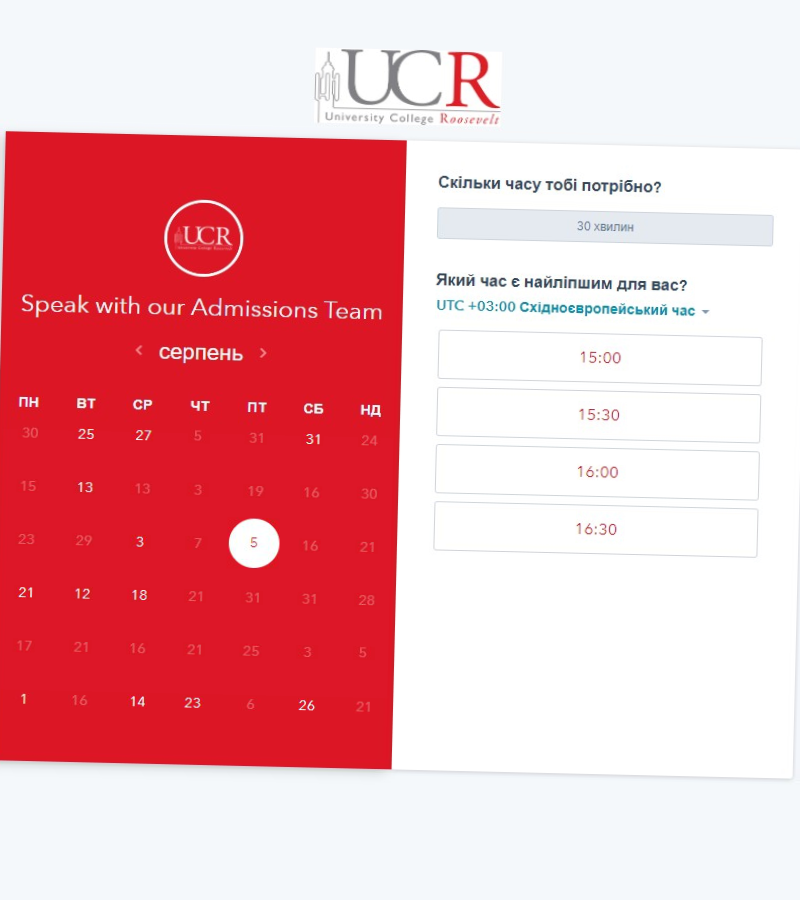 UCR
University College Roosevelt
UCR
Speak with our Admissions Team
серпень
ПН ВТ СР ЧТ ПТ СБ НД
30 25 27 5 31 31 24
15 13 13 3 19 16 30
23 29 3 7 5 16 21
21 12 18 21 31 31 28
17 21 16 21 25 3 5
1 16 14 23 6 26 21
Скільки часу тобі потрібно?
30 хвилин
Який час є найліпшим для вас?
UTC +03:00 Східноєвропейський час
15:00
15:30
16:00
16:30